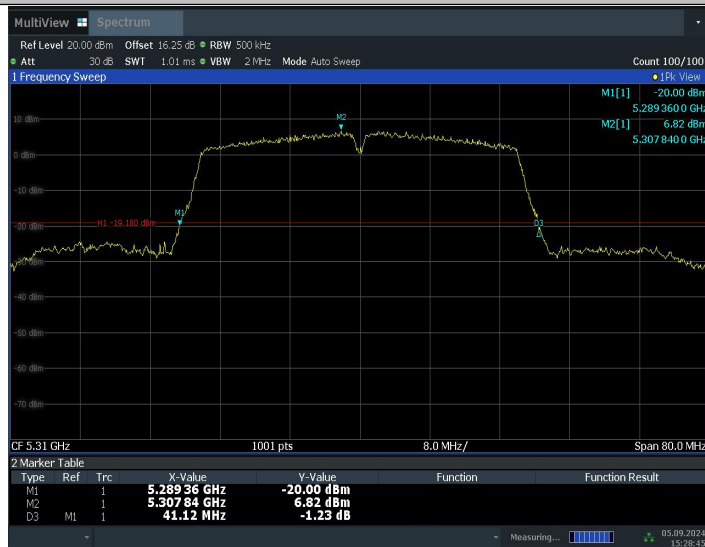 MultiView Spectrum
Ref Level 20.00 dBm Offset 16.25 dB RBW 500 kHz
Att 30 dB SWT 1.01 ms VBW 2 MHz Mode Auto Sweep Count 100/100
1 Frequency Sweep 1Pk View
M1[1] -20.00 dBm
5.2893600 GHz
M2[1] 6.82 dBm
5.3078400 GHz
10 dBm
M2
0 dBm
-10 dBm
M1
H1 -19.180 dBm
D3
-20 dBm
-30 dBm
-40 dBm
-50 dBm
-60 dBm
-70 dBm
CF 5.31 GHz 1001 pts 8.0 MHz/ Span 80.0 MHz
2 Marker Table
Type Ref Trc X-Value Y-Value Function Function Result
M1 1 5.289 36 GHz -20.00 dBm
M2 1 5.307 84 GHz 6.82 dBm
D3 M1 1 41.12 MHz -1.23 dB
Measuring... 05.09.2024
15:28:45